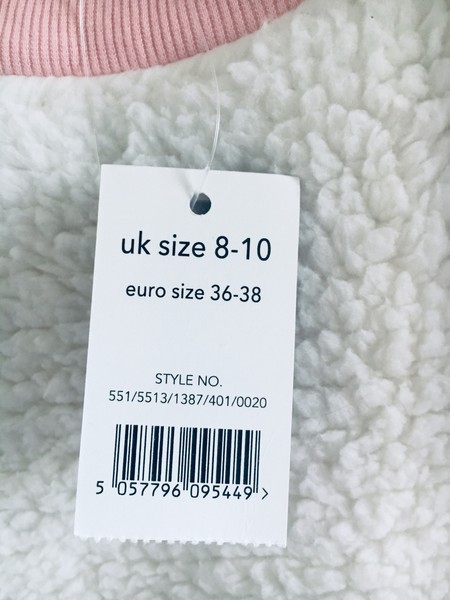 uk size 8-10
euro size 36-38
STYLE NO.
551/5513/1387/401/0020
5 057796 095449 >